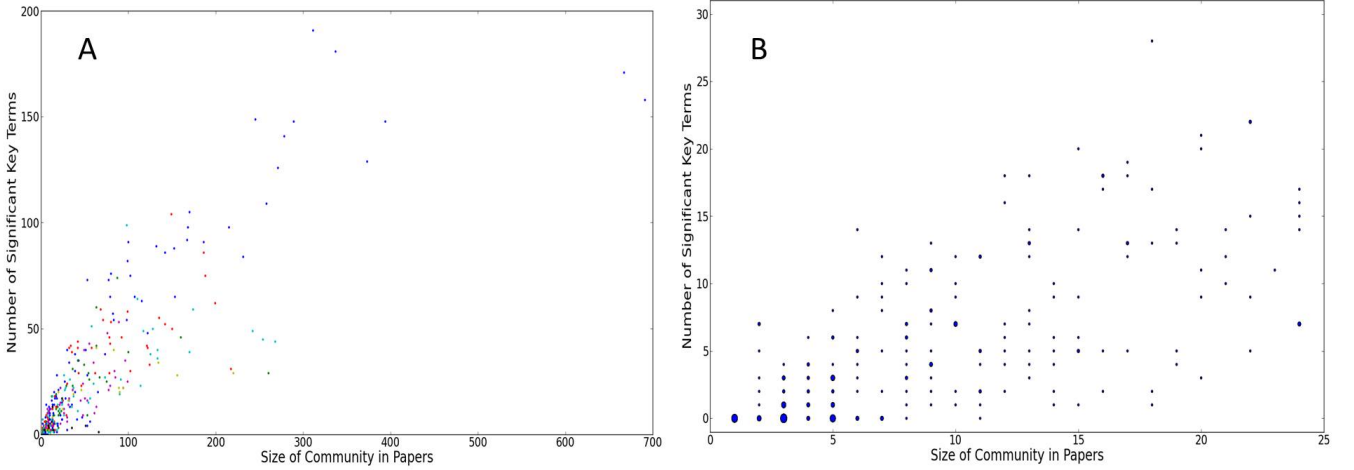 A
Number of Significant Key Terms
200
150
100
50
0
0 100 200 300 400 500 600 700
Size of Community in Papers
B
Number of Significant Key Terms
30
25
20
15
10
5
0
0 5 10 15 20 25
Size of Community in Papers